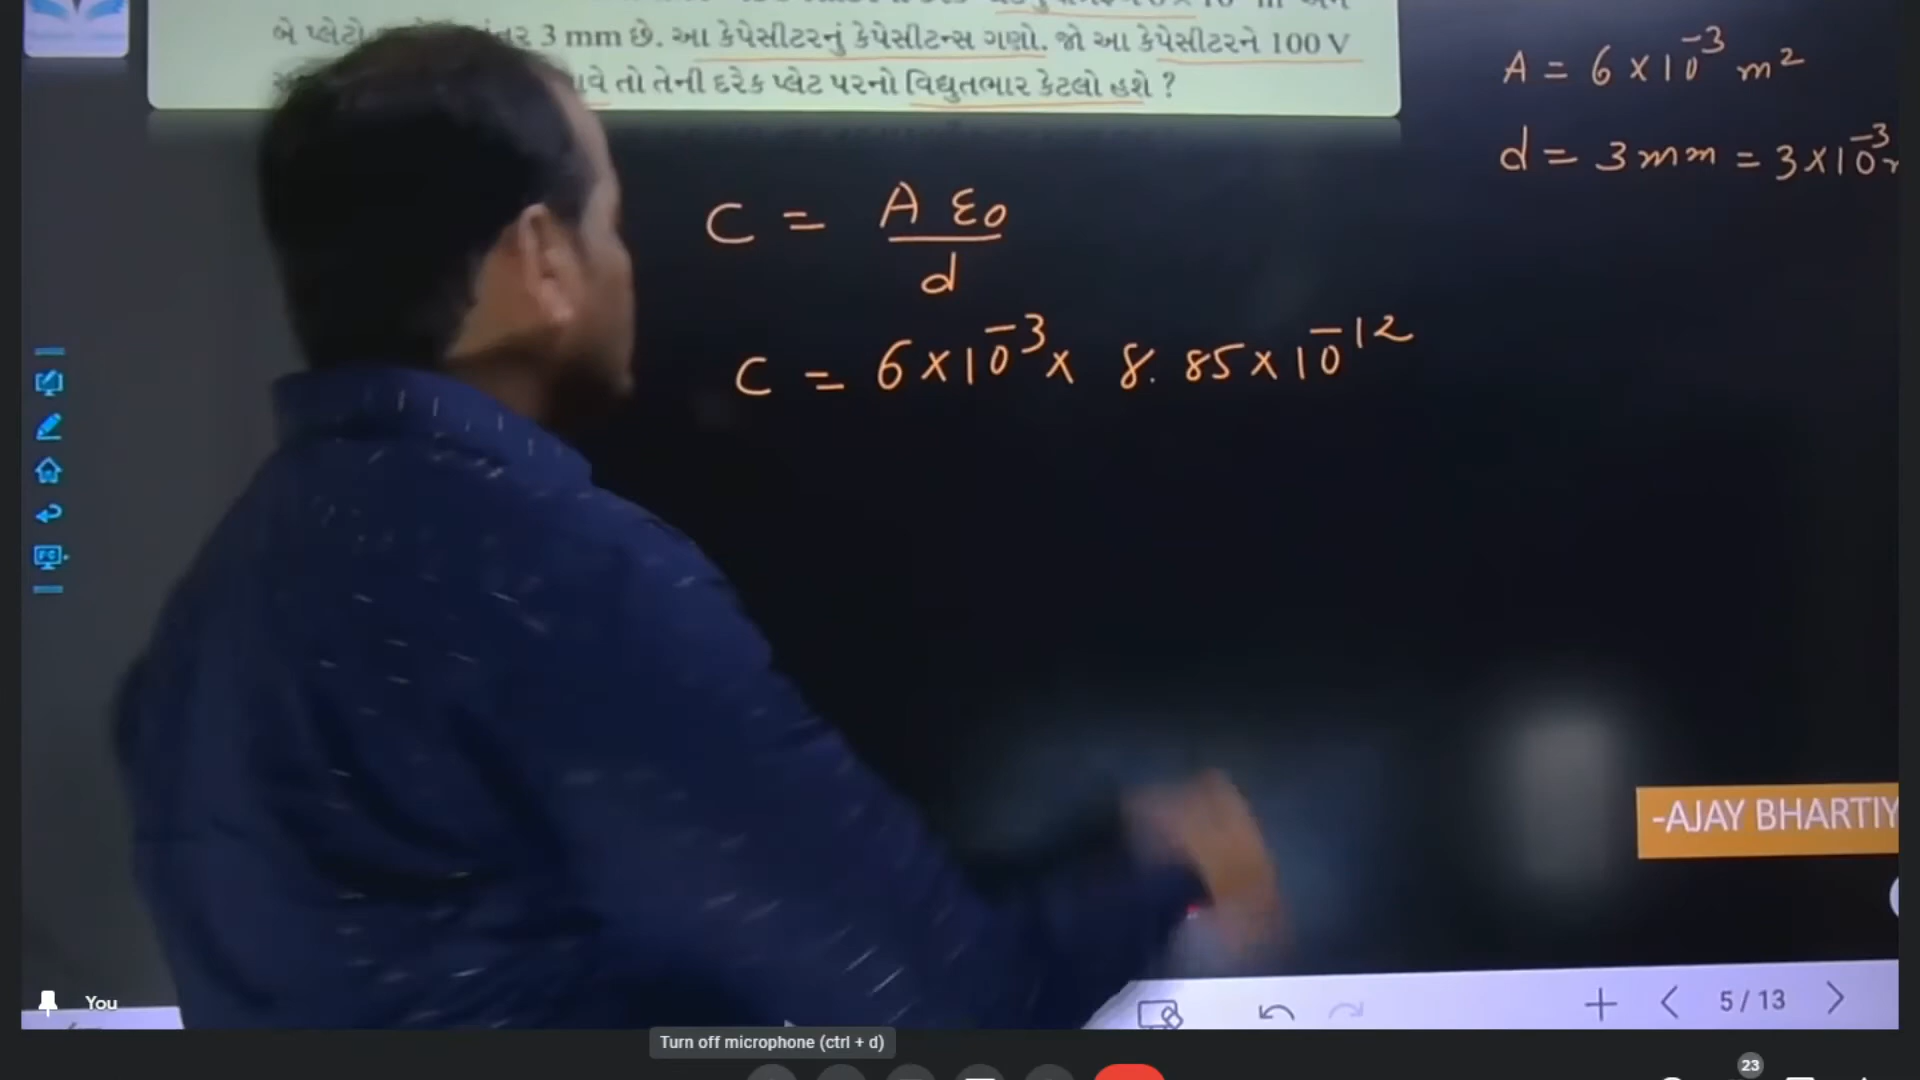 બે પ્લેટો 3 mm છે. આ કેપેસીટરનું કેપેસીટન્સ ગણો. જો આ કેપેસીટરને 100 V
તો તેની દરેક પ્લેટ પરનો વિદ્યુતભાર કેટલો હશે ?
A = 6 × 10⁻³ m²
d = 3 mm = 3 × 10⁻³
C = A ε₀ / d
C = 6 × 10⁻³ × 8.85 × 10⁻¹²
-AJAY BHARTIY
You
5 / 13
Turn off microphone (ctrl + d)
23